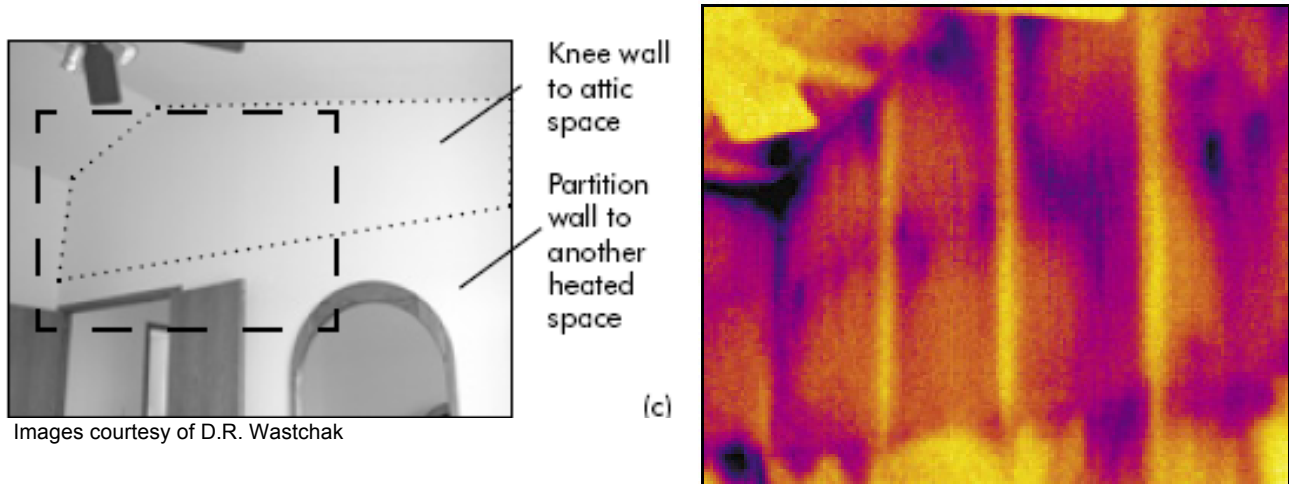 Knee wall
to attic
space
Partition
wall to
another
heated
space
(c)
Images courtesy of D.R. Wastchak